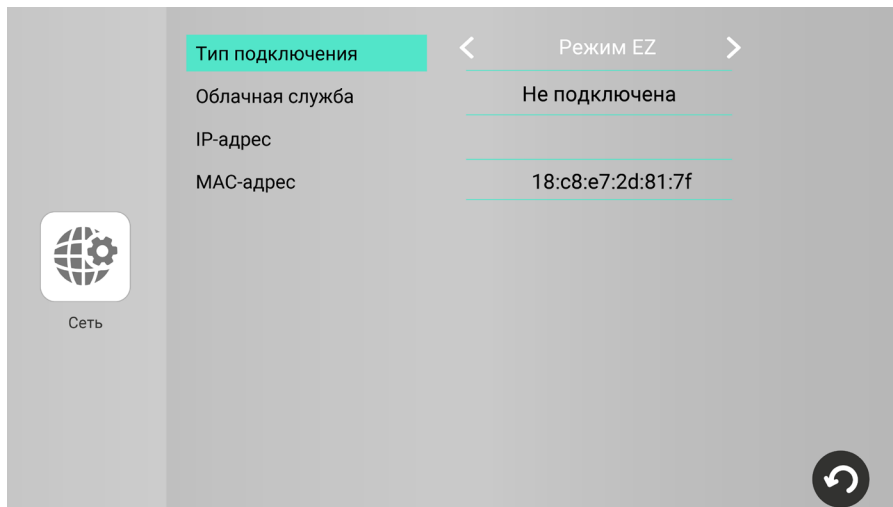 Тип подключения
Режим EZ
Облачная служба
Не подключена
IP-адрес
MAC-адрес
18:c8:e7:2d:81:7f
Сеть